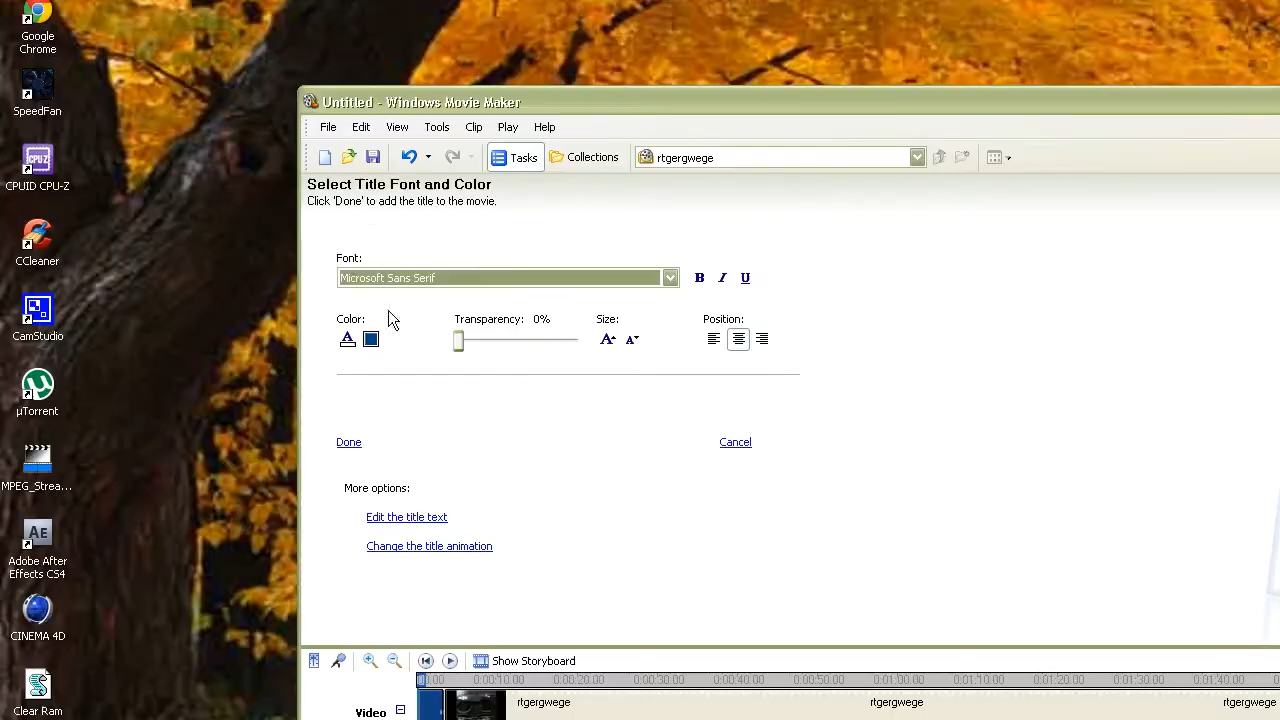 Google
Chrome
SpeedFan
CPUID CPU-Z
CCleaner
CamStudio
µTorrent
MPEG_Strea...
Adobe After
Effects CS4
CINEMA 4D
Clear Ram
Untitled - Windows Movie Maker
File Edit View Tools Clip Play Help
Tasks Collections rtgergwege
Select Title Font and Color
Click 'Done' to add the title to the movie.
Font:
Microsoft Sans Serif B I U
Color: Transparency: 0% Size: Position:
A A A
Done Cancel
More options:
Edit the title text
Change the title animation
Show Storyboard
0:00 0:00:10.00 0:00:20.00 0:00:30.00 0:00:40.00 0:00:50.00 0:01:00.00 0:01:10.00 0:01:20.00 0:01:30.00 0:01:40.00
Video rtgergwege rtgergwege rtgergwege